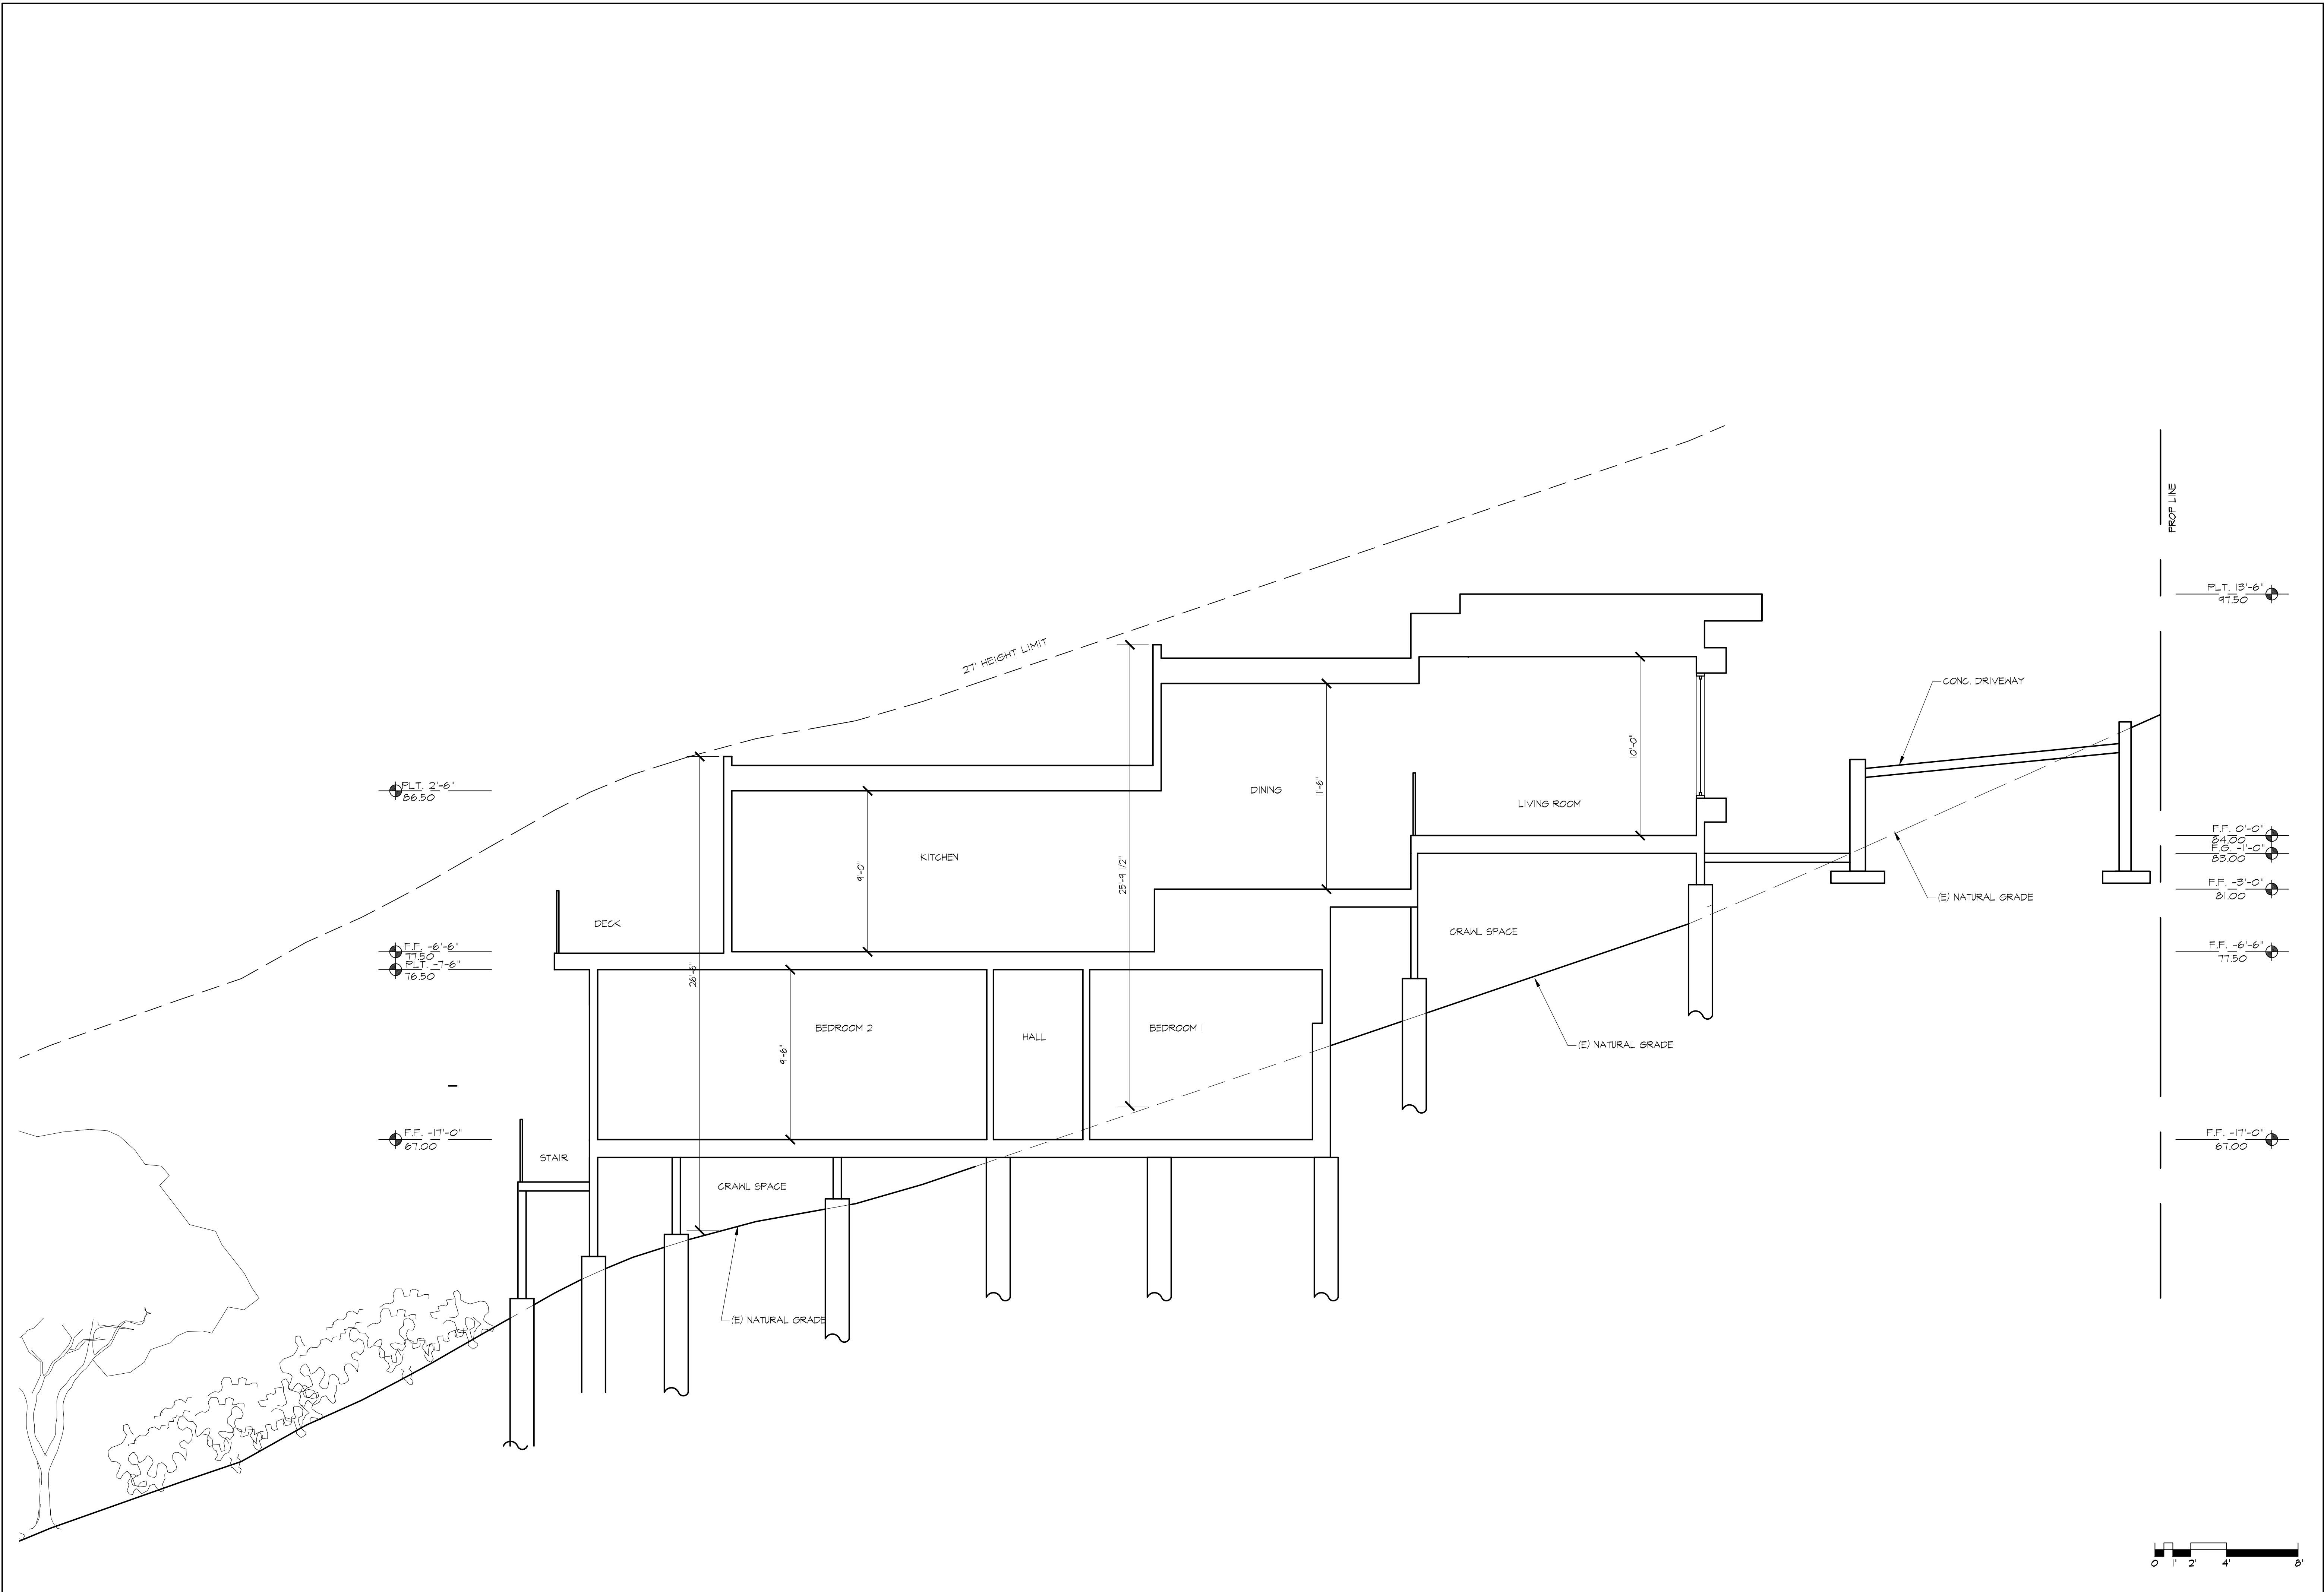 PROP LINE
PLT. 13'-6"
97.50
27' HEIGHT LIMIT
CONC. DRIVEWAY
PLT. 2'-6"
86.50
DINING
11'-6"
10'-0"
LIVING ROOM
F.F. 0'-0"
84.00
F.G. -1'-0"
83.00
KITCHEN
9'-0"
25'-9 1/2"
F.F. -3'-0"
81.00
(E) NATURAL GRADE
DECK
CRAWL SPACE
F.F. -6'-6"
77.50
PLT. -7'-6"
76.50
F.F. -6'-6"
77.50
BEDROOM 2
HALL
BEDROOM 1
9'-6"
(E) NATURAL GRADE
F.F. -17'-0"
67.00
F.F. -17'-0"
67.00
STAIR
CRAWL SPACE
(E) NATURAL GRADE
0 1' 2' 4' 8'